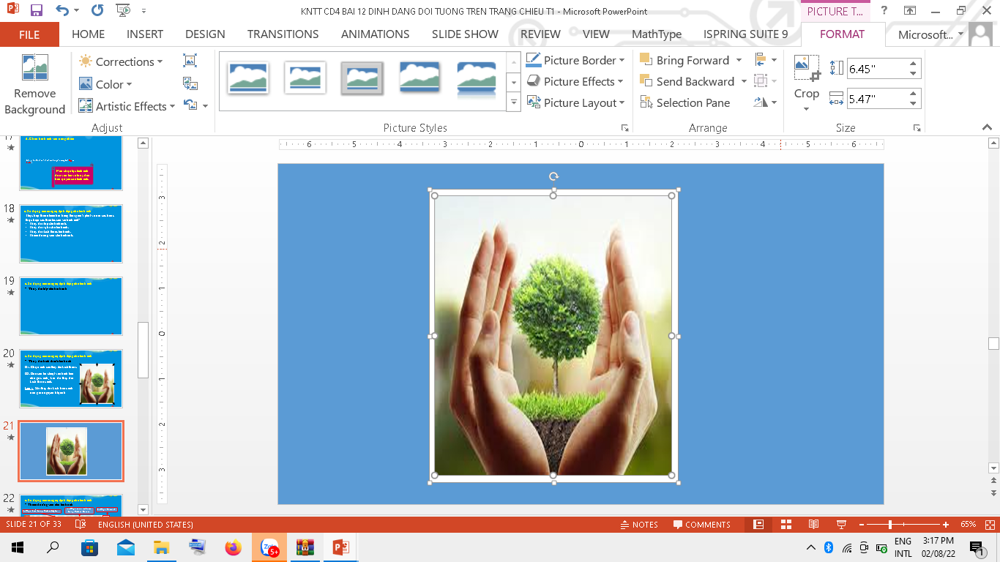 KNTT CD4 BAI 12 DINH DANG DOI TUONG TREN TRANG CHIEU T1 - Microsoft PowerPoint
PICTURE T...
?
FILE HOME INSERT DESIGN TRANSITIONS ANIMATIONS SLIDE SHOW REVIEW VIEW MathType ISPRING SUITE 9 FORMAT Microsoft...
Remove Background
Corrections
Color
Artistic Effects
Adjust
Picture Border
Picture Effects
Picture Layout
Picture Styles
Bring Forward
Send Backward
Selection Pane
Arrange
Crop
6.45"
5.47"
Size
6 5 4 3 2 1 0 1 2 3 4 5 6
3
2
1
0
1
2
3
17
18
19
20
21
22
SLIDE 21 OF 33
ENGLISH (UNITED STATES)
NOTES
COMMENTS
65%
5+
ENG
INTL
3:17 PM
02/08/22
1